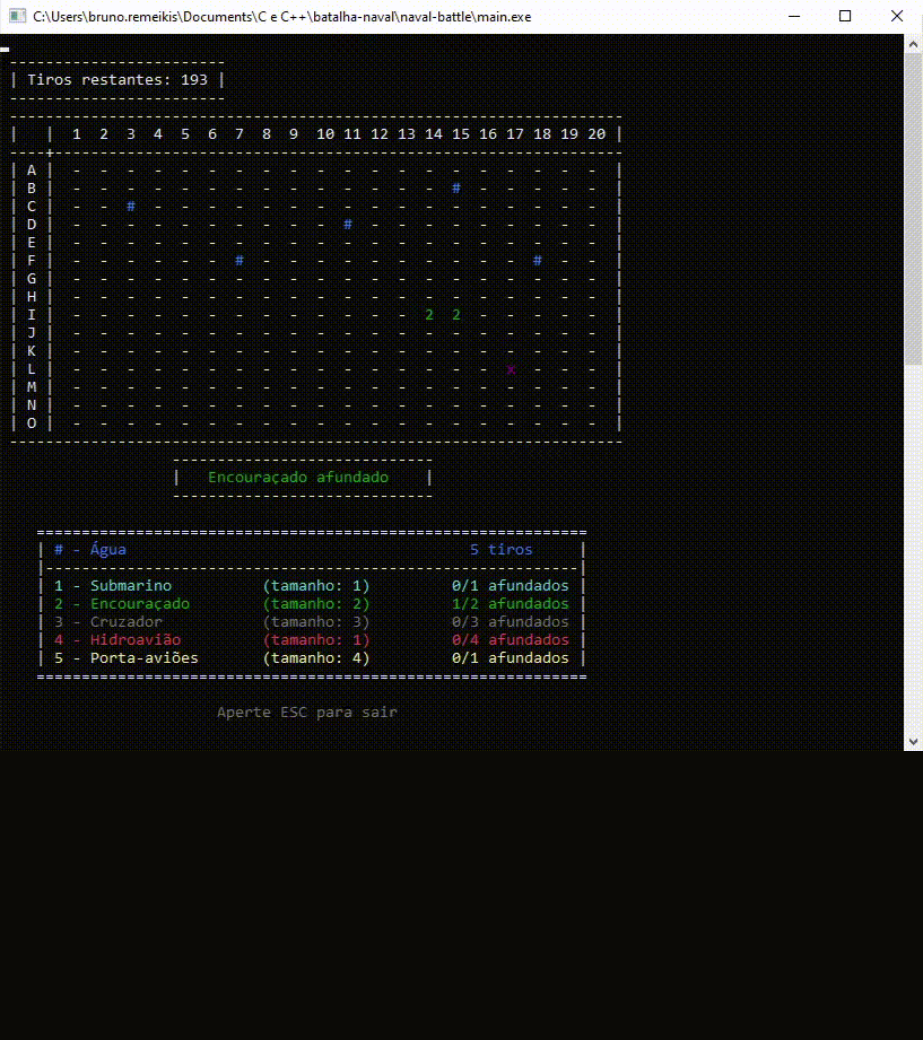 C:\Users\bruno.remeikis\Documents\C e C++\batalha-naval\naval-battle\main.exe
------------------------
| Tiros restantes: 193 |
------------------------
--------------------------------------------------------------------
|   |  1  2  3  4  5  6  7  8  9  10 11 12 13 14 15 16 17 18 19 20 |
----+---------------------------------------------------------------
| A |  -  -  -  -  -  -  -  -  -  -  -  -  -  -  -  -  -  -  -  -  |
| B |  -  -  -  -  -  -  -  -  -  -  -  -  -  -  #  -  -  -  -  -  |
| C |  -  -  #  -  -  -  -  -  -  -  -  -  -  -  -  -  -  -  -  -  |
| D |  -  -  -  -  -  -  -  -  -  -  #  -  -  -  -  -  -  -  -  -  |
| E |  -  -  -  -  -  -  -  -  -  -  -  -  -  -  -  -  -  -  -  -  |
| F |  -  -  -  -  -  -  #  -  -  -  -  -  -  -  -  -  -  #  -  -  |
| G |  -  -  -  -  -  -  -  -  -  -  -  -  -  -  -  -  -  -  -  -  |
| H |  -  -  -  -  -  -  -  -  -  -  -  -  -  -  -  -  -  -  -  -  |
| I |  -  -  -  -  -  -  -  -  -  -  -  -  -  2  2  -  -  -  -  -  |
| J |  -  -  -  -  -  -  -  -  -  -  -  -  -  -  -  -  -  -  -  -  |
| K |  -  -  -  -  -  -  -  -  -  -  -  -  -  -  -  -  -  -  -  -  |
| L |  -  -  -  -  -  -  -  -  -  -  -  -  -  -  -  -  x  -  -  -  |
| M |  -  -  -  -  -  -  -  -  -  -  -  -  -  -  -  -  -  -  -  -  |
| N |  -  -  -  -  -  -  -  -  -  -  -  -  -  -  -  -  -  -  -  -  |
| O |  -  -  -  -  -  -  -  -  -  -  -  -  -  -  -  -  -  -  -  -  |
--------------------------------------------------------------------
-----------------------------
|   Encouraçado afundado    |
-----------------------------
=============================================================
| # - Água                                      5 tiros     |
|-----------------------------------------------------------|
| 1 - Submarino          (tamanho: 1)         0/1 afundados |
| 2 - Encouraçado        (tamanho: 2)         1/2 afundados |
| 3 - Cruzador           (tamanho: 3)         0/3 afundados |
| 4 - Hidroavião         (tamanho: 1)         0/4 afundados |
| 5 - Porta-aviões       (tamanho: 4)         0/1 afundados |
=============================================================
Aperte ESC para sair